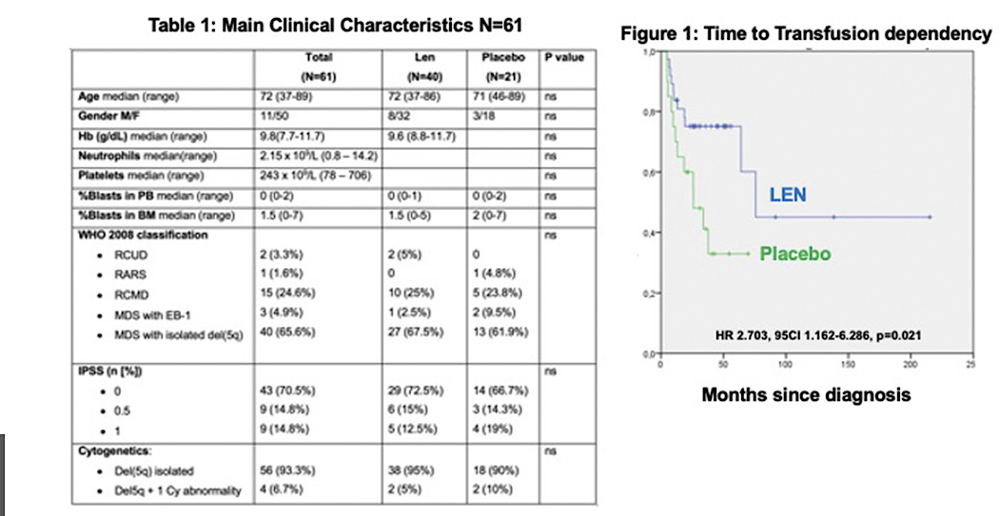 Table 1: Main Clinical Characteristics N=61
Total Len Placebo P value
(N=61) (N=40) (N=21)
Age median (range) 72 (37-89) 72 (37-86) 71 (46-89) ns
Gender M/F 11/50 8/32 3/18 ns
Hb (g/dL) median (range) 9.8(7.7-11.7) 9.6 (8.8-11.7) ns
Neutrophils median(range) 2.15 x 10⁹/L (0.8 – 14.2) ns
Platelets median (range) 243 x 10⁹/L (78 – 706) ns
%Blasts in PB median (range) 0 (0-2) 0 (0-1) 0 (0-2) ns
%Blasts in BM median (range) 1.5 (0-7) 1.5 (0-5) 2 (0-7) ns
WHO 2008 classification ns
• RCUD 2 (3.3%) 2 (5%) 0
• RARS 1 (1.6%) 0 1 (4.8%)
• RCMD 15 (24.6%) 10 (25%) 5 (23.8%)
• MDS with EB-1 3 (4.9%) 1 (2.5%) 2 (9.5%)
• MDS with isolated del(5q) 40 (65.6%) 27 (67.5%) 13 (61.9%)
IPSS (n [%]) ns
• 0 43 (70.5%) 29 (72.5%) 14 (66.7%)
• 0.5 9 (14.8%) 6 (15%) 3 (14.3%)
• 1 9 (14.8%) 5 (12.5%) 4 (19%)
Cytogenetics: ns
• Del(5q) isolated 56 (93.3%) 38 (95%) 18 (90%)
• Del5q + 1 Cy abnormality 4 (6.7%) 2 (5%) 2 (10%)
Figure 1: Time to Transfusion dependency
1,0
0,8
0,6
LEN
0,4
Placebo
0,2
HR 2.703, 95CI 1.162-6.286, p=0.021
0,0
0 50 100 150 200 25
Months since diagnosis